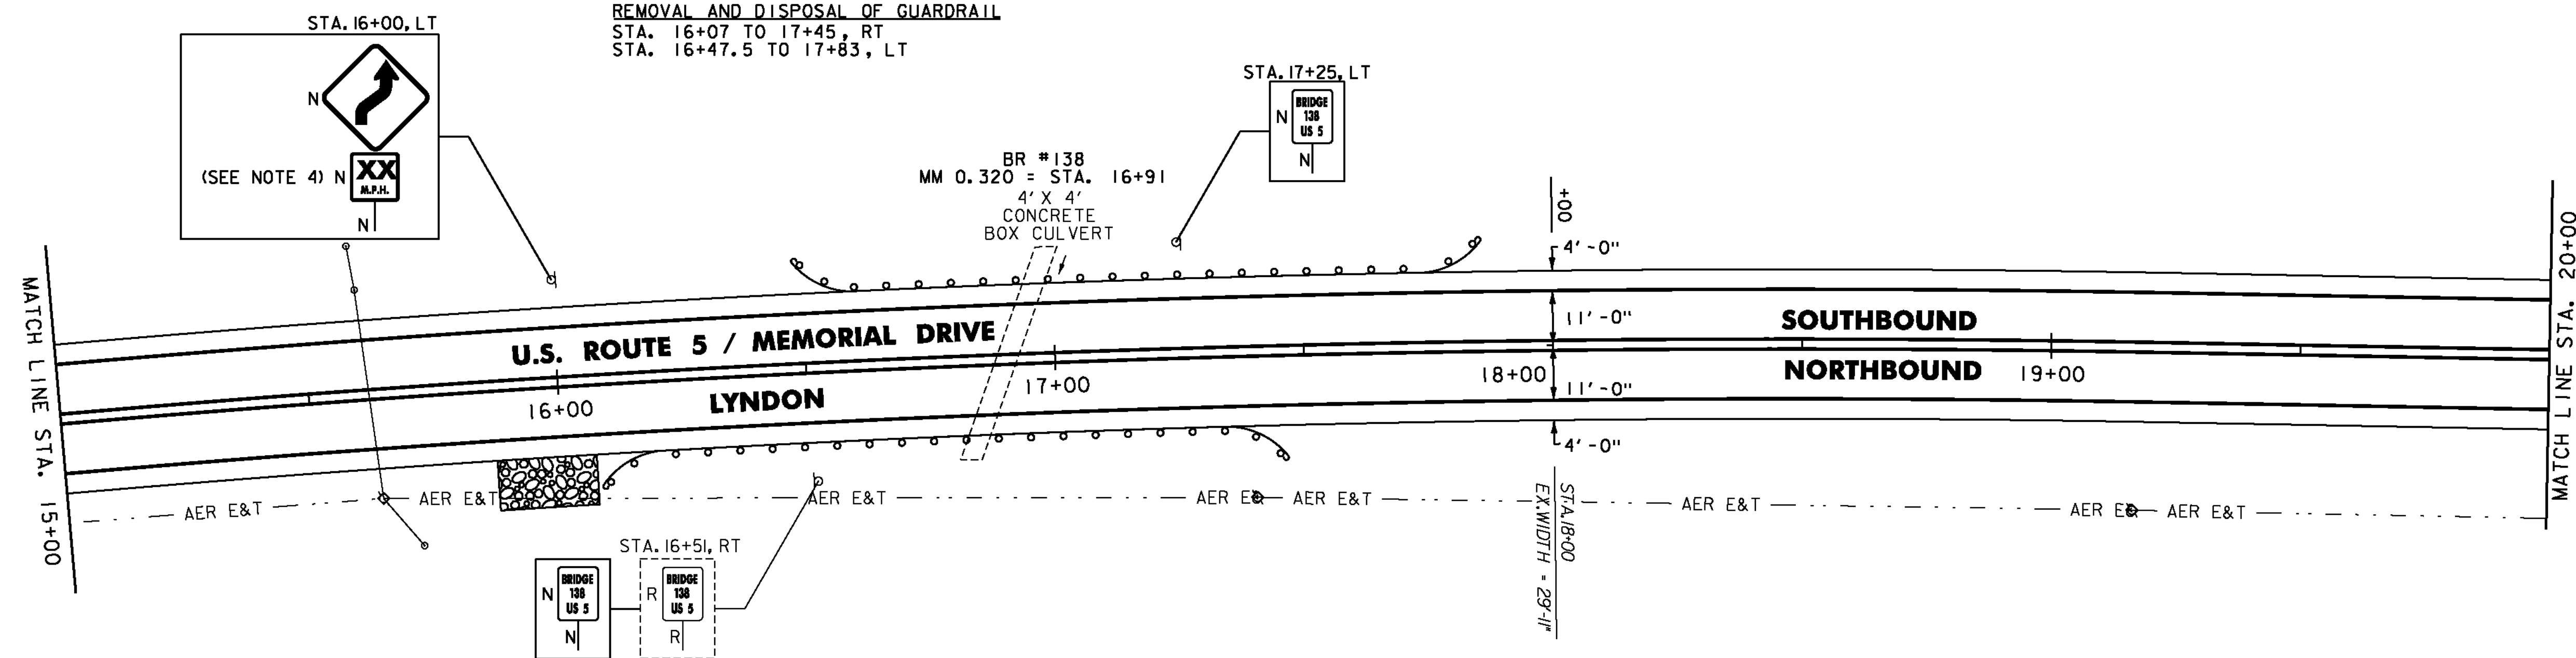 REMOVAL AND DISPOSAL OF GUARDRAIL
STA. 16+07 TO 17+45, RT
STA. 16+47.5 TO 17+83, LT
STA. 16+00, LT
N
(SEE NOTE 4) N
XX
M.P.H.
N
STA. 17+25, LT
N
BRIDGE
138
US 5
N
BR #138
MM 0.320 = STA. 16+91
4' X 4'
CONCRETE
BOX CULVERT
+00
4'-0"
11'-0"
11'-0"
4'-0"
MATCH LINE STA. 15+00
MATCH LINE STA. 20+00
U.S. ROUTE 5 / MEMORIAL DRIVE
LYNDON
SOUTHBOUND
NORTHBOUND
16+00
17+00
18+00
19+00
AER E&T
AER E&T
AER E&T
AER E
AER E&T
AER E&T
AER E
AER E&T
STA. 18+00
EX. WIDTH = 29'-11"
STA. 16+51, RT
N
BRIDGE
138
US 5
N
R
BRIDGE
138
US 5
R